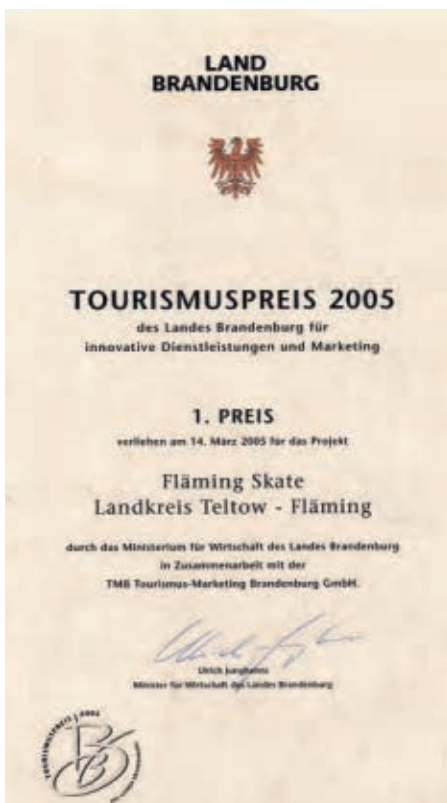 LAND
BRANDENBURG
TOURISMUSPREIS 2005
des Landes Brandenburg für
innovative Dienstleistungen und Marketing
1. PREIS
verliehen am 14. März 2005 für das Projekt
Fläming Skate
Landkreis Teltow - Fläming
durch das Ministerium für Wirtschaft des Landes Brandenburg
in Zusammenarbeit mit der
TMB Tourismus-Marketing Brandenburg GmbH.
Ulrich Junghanns
Minister für Wirtschaft des Landes Brandenburg
TOURISMUSPREIS